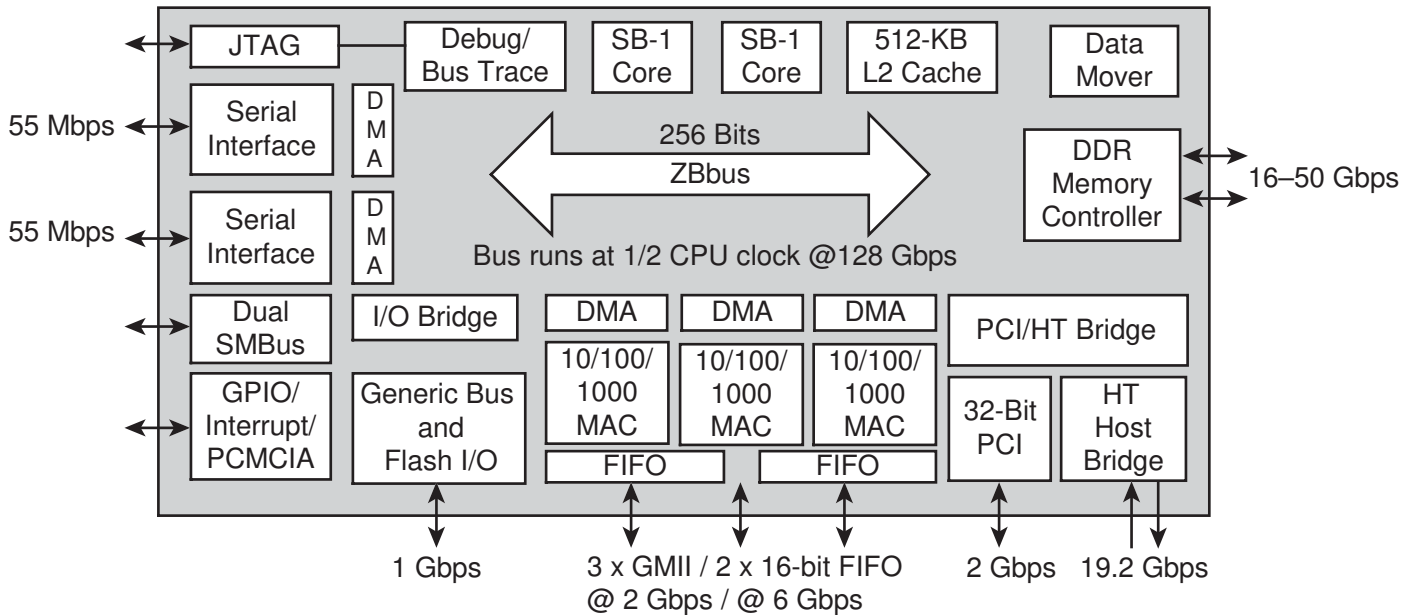 JTAG
Debug/
Bus Trace
SB-1
Core
SB-1
Core
512-KB
L2 Cache
Data
Mover
55 Mbps
Serial
Interface
D
M
A
256 Bits
ZBbus
DDR
Memory
Controller
16–50 Gbps
55 Mbps
Serial
Interface
D
M
A
Bus runs at 1/2 CPU clock @128 Gbps
Dual
SMBus
I/O Bridge
DMA
DMA
DMA
PCI/HT Bridge
GPIO/
Interrupt/
PCMCIA
Generic Bus
and
Flash I/O
10/100/
1000
MAC
10/100/
1000
MAC
10/100/
1000
MAC
FIFO
FIFO
32-Bit
PCI
HT
Host
Bridge
1 Gbps
3 x GMII / 2 x 16-bit FIFO
@ 2 Gbps / @ 6 Gbps
2 Gbps
19.2 Gbps